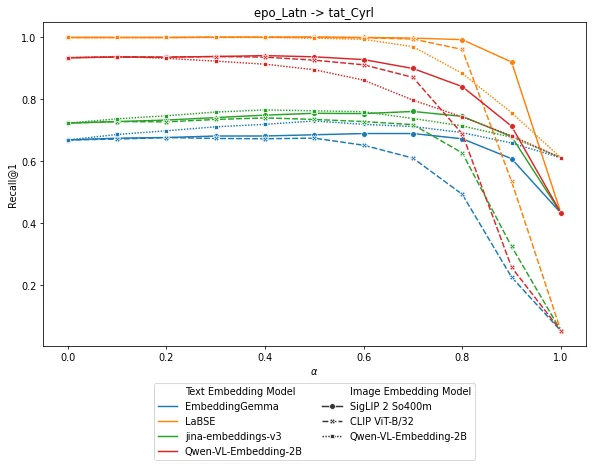 epo_Latn -> tat_Cyrl
Recall@1
1.0
0.8
0.6
0.4
0.2
0.0 0.2 0.4 0.6 0.8 1.0
α
Text Embedding Model Image Embedding Model
EmbeddingGemma SigLIP 2 So400m
LaBSE CLIP ViT-B/32
jina-embeddings-v3 Qwen-VL-Embedding-2B
Qwen-VL-Embedding-2B